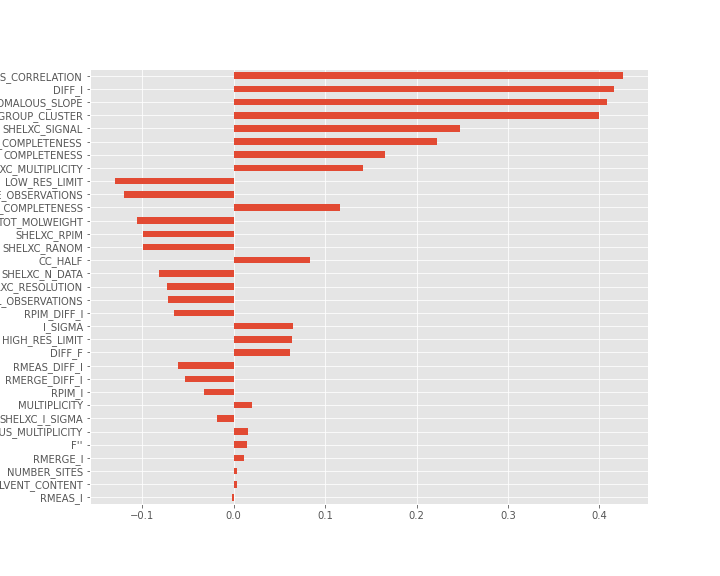 S_CORRELATION
DIFF_I
OMALOUS_SLOPE
GROUP_CLUSTER
SHELXC_SIGNAL
_COMPLETENESS
COMPLETENESS
XC_MULTIPLICITY
LOW_RES_LIMIT
E_OBSERVATIONS
_COMPLETENESS
TOT_MOLWEIGHT
SHELXC_RPIM
SHELXC_RANOM
CC_HALF
SHELXC_N_DATA
XC_RESOLUTION
L_OBSERVATIONS
RPIM_DIFF_I
I_SIGMA
HIGH_RES_LIMIT
DIFF_F
RMEAS_DIFF_I
RMERGE_DIFF_I
RPIM_I
MULTIPLICITY
SHELXC_I_SIGMA
US_MULTIPLICITY
F''
RMERGE_I
NUMBER_SITES
LVENT_CONTENT
RMEAS_I
−0.1 0.0 0.1 0.2 0.3 0.4